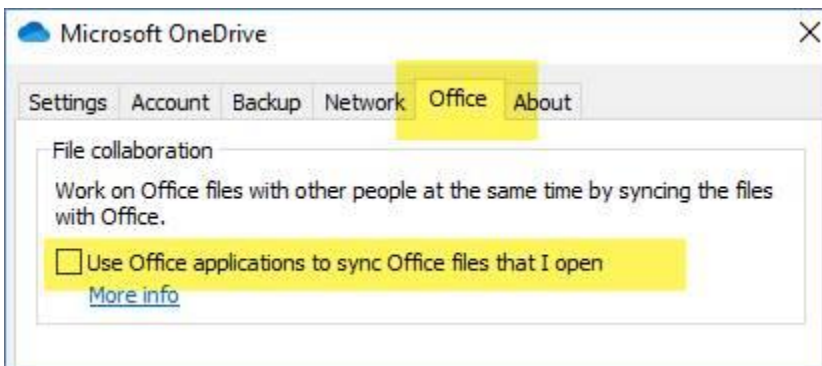 Microsoft OneDrive
Settings Account Backup Network Office About
File collaboration
Work on Office files with other people at the same time by syncing the files
with Office.
Use Office applications to sync Office files that I open
More info